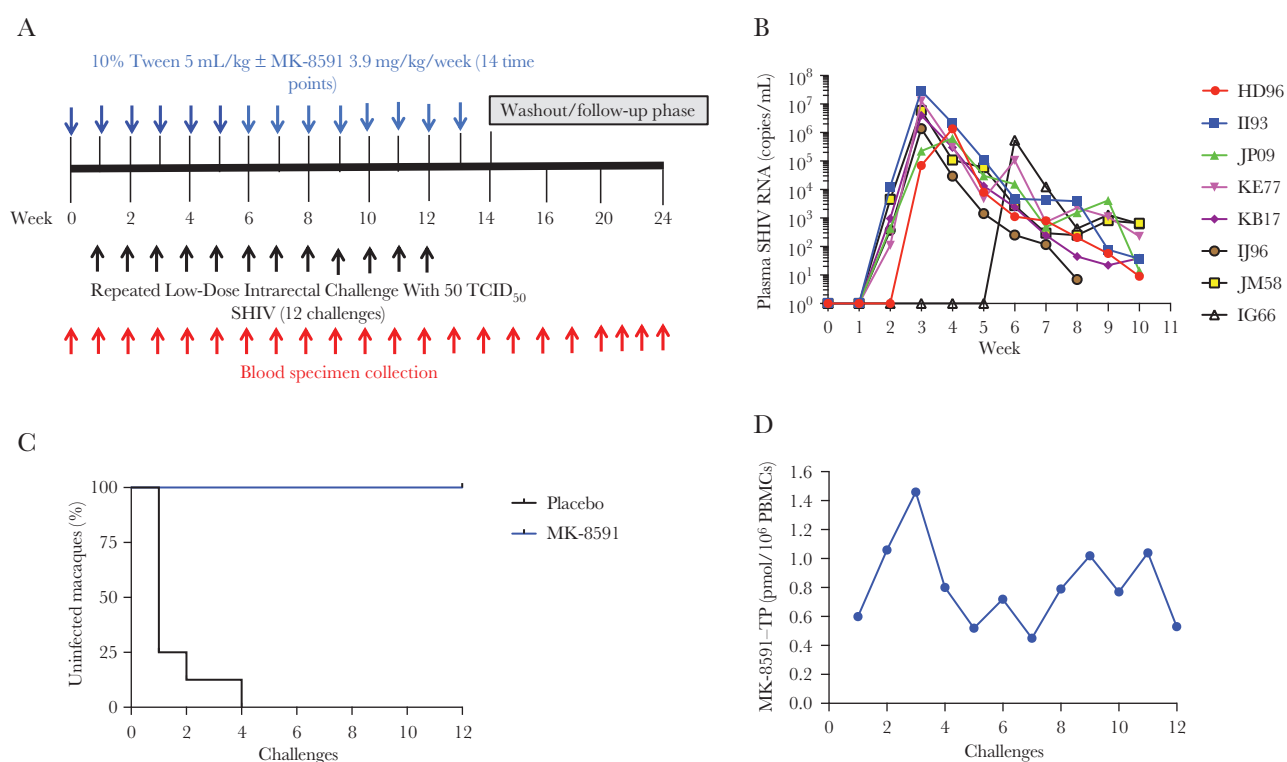 A
10% Tween 5 mL/kg ± MK-8591 3.9 mg/kg/week (14 time
points)
Washout/follow-up phase
Week
0 2 4 6 8 10 12 14 16 20 24
Repeated Low-Dose Intrarectal Challenge With 50 TCID50
SHIV (12 challenges)
Blood specimen collection
B
Plasma SHIV RNA (copies/mL)
10^8
10^7
10^6
10^5
10^4
10^3
10^2
10^1
10^0
0 1 2 3 4 5 6 7 8 9 10 11
Week
HD96
II93
JP09
KE77
KB17
IJ96
JM58
IG66
C
Uninfected macaques (%)
100
75
50
25
0
0 2 4 6 8 10 12
Challenges
Placebo
MK-8591
D
MK-8591–TP (pmol/10^6 PBMCs)
1.6
1.4
1.2
1.0
0.8
0.6
0.4
0.2
0.0
0 2 4 6 8 10 12
Challenges